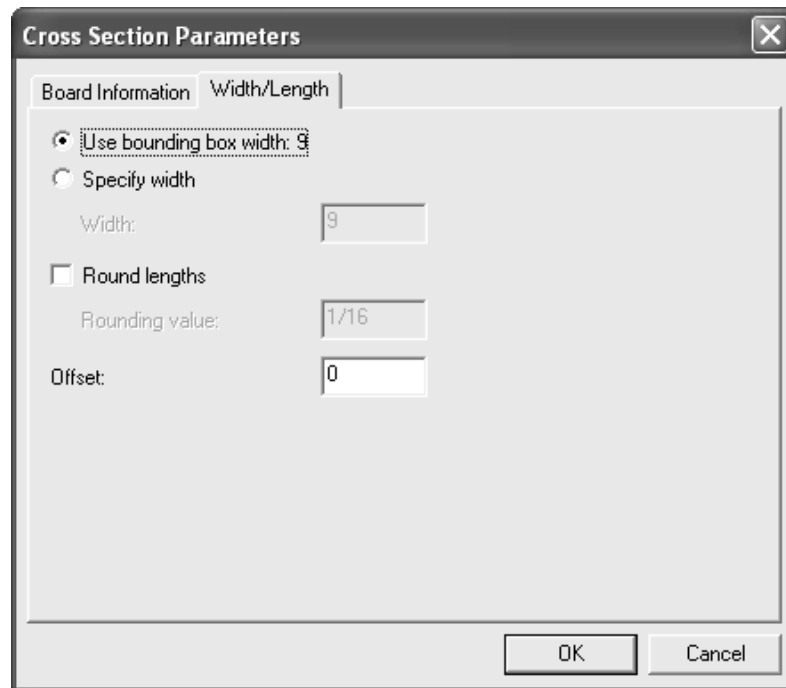 Cross Section Parameters
Board Information Width/Length
Use bounding box width: 9
Specify width
Width: 9
Round lengths
Rounding value: 1/16
Offset: 0
OK Cancel